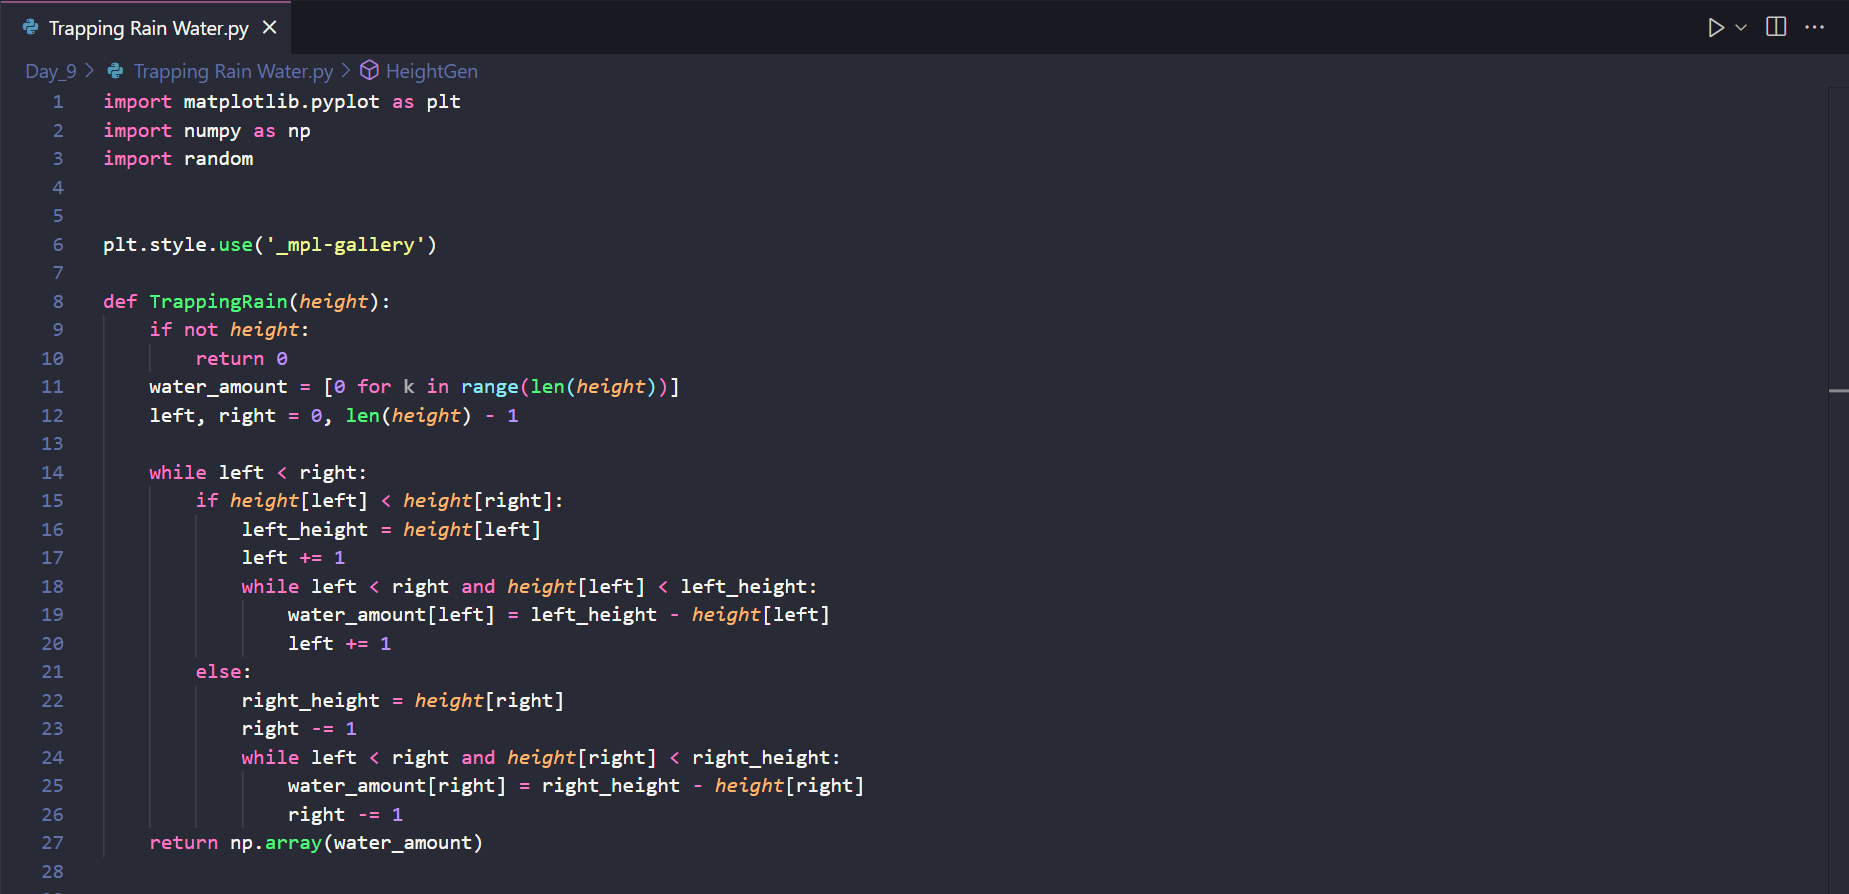 Trapping Rain Water.py
Day_9 > Trapping Rain Water.py > HeightGen
1 import matplotlib.pyplot as plt
2 import numpy as np
3 import random
4
5
6 plt.style.use('_mpl-gallery')
7
8 def TrappingRain(height):
9     if not height:
10         return 0
11     water_amount = [0 for k in range(len(height))]
12     left, right = 0, len(height) - 1
13
14     while left < right:
15         if height[left] < height[right]:
16             left_height = height[left]
17             left += 1
18             while left < right and height[left] < left_height:
19                 water_amount[left] = left_height - height[left]
20                 left += 1
21         else:
22             right_height = height[right]
23             right -= 1
24             while left < right and height[right] < right_height:
25                 water_amount[right] = right_height - height[right]
26                 right -= 1
27     return np.array(water_amount)
28